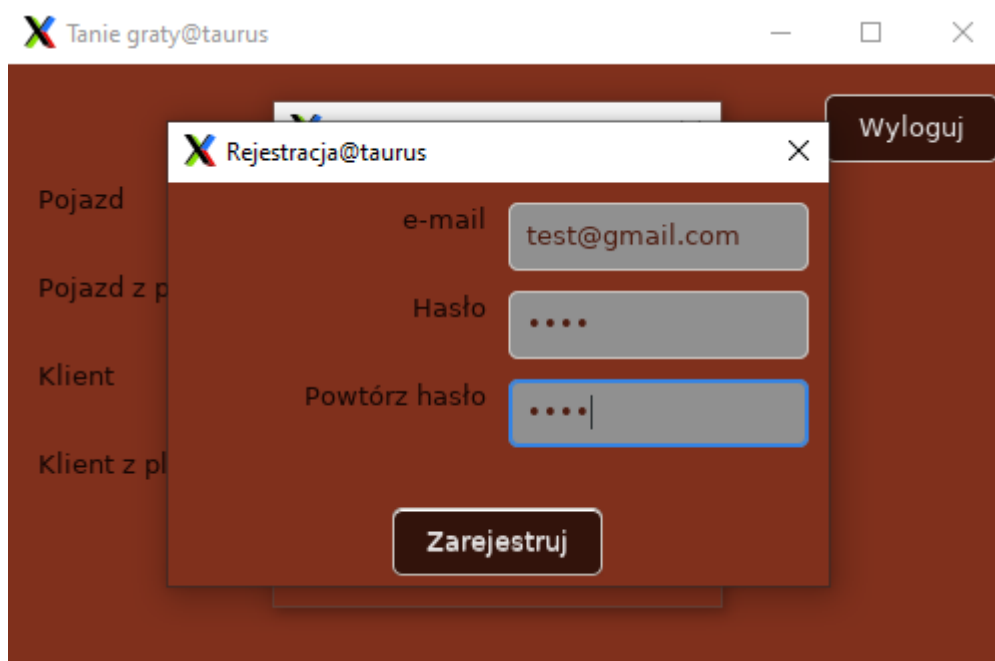 Tanie graty@taurus
Wyloguj
Rejestracja@taurus
Pojazd
e-mail
test@gmail.com
Pojazd z p
Hasło
••••
Klient
Powtórz hasło
••••
Klient z pl
Zarejestruj